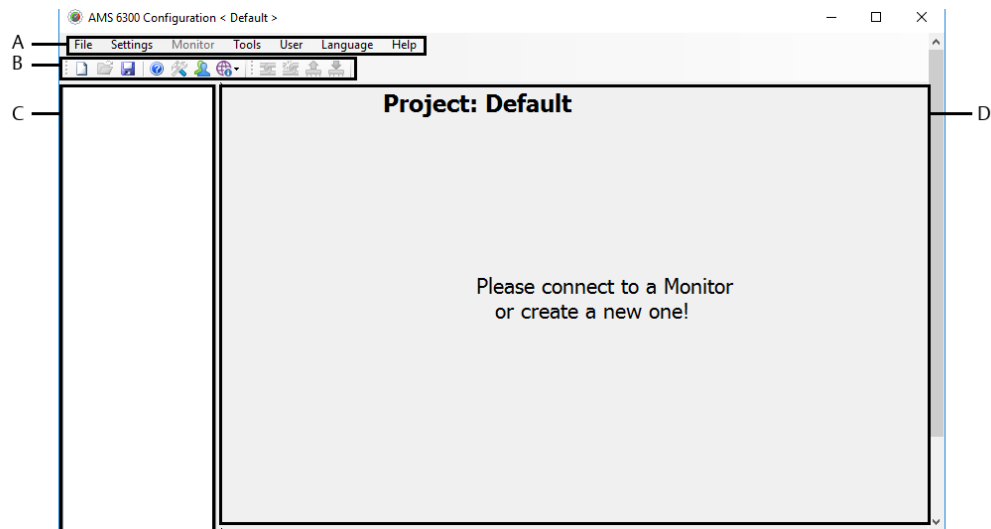 AMS 6300 Configuration < Default >
A
File Settings Monitor Tools User Language Help
B
C
Project: Default
D
Please connect to a Monitor
or create a new one!